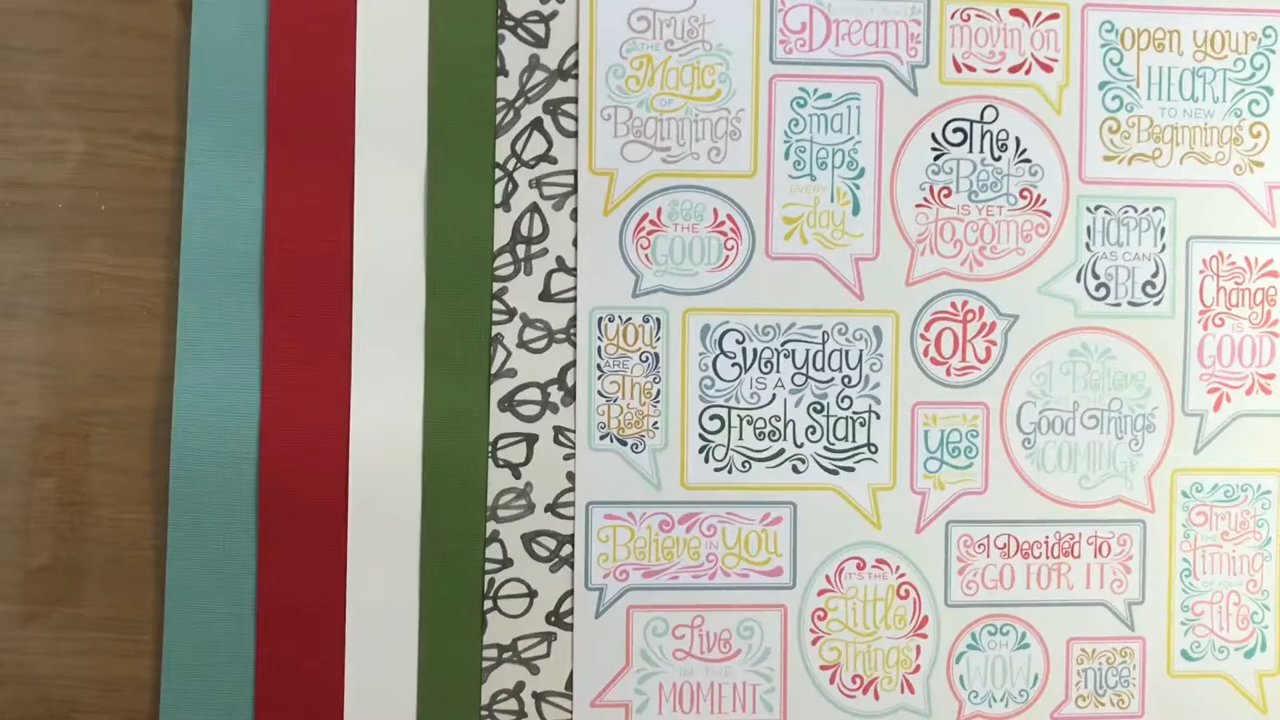 Trust
THE
Magic
OF
Beginnings
Dream
movin' on
open your
HEART
TO NEW
Beginnings
Small
steps
EVERY
day
The
Best
IS YET
to come
see
THE
GOOD
HAPPY
AS CAN
BE
Change
IS
GOOD
you
ARE
The
Best
Everyday
IS A
Fresh Start
OK
I Believe
Good Things
COMING
yes
Believe IN you
I Decided to
GO FOR IT
Trust
THE
timing
OF YOUR
Life
IT'S THE
Little
Things
Live
IN THE
MOMENT
OH
WOW
nice